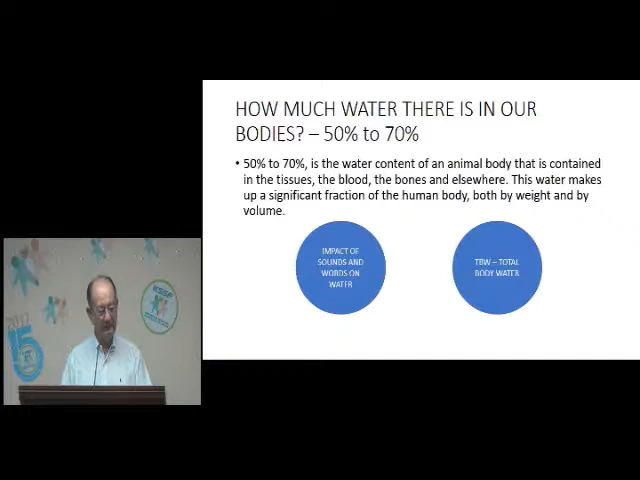 HOW MUCH WATER THERE IS IN OUR
BODIES? – 50% to 70%
• 50% to 70%, is the water content of an animal body that is contained
in the tissues, the blood, the bones and elsewhere. This water makes
up a significant fraction of the human body, both by weight and by
volume.
IMPACT OF
SOUNDS AND
WORDS ON
WATER
TBW – TOTAL
BODY WATER
2017
15